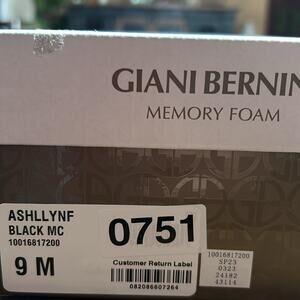 GIANI BERNIN
MEMORY FOAM
ASHLLYNF
BLACK MC
10016817200
9 M
0751
Customer Return Label
082086607264
10016817200
SP23
0323
24182
43114